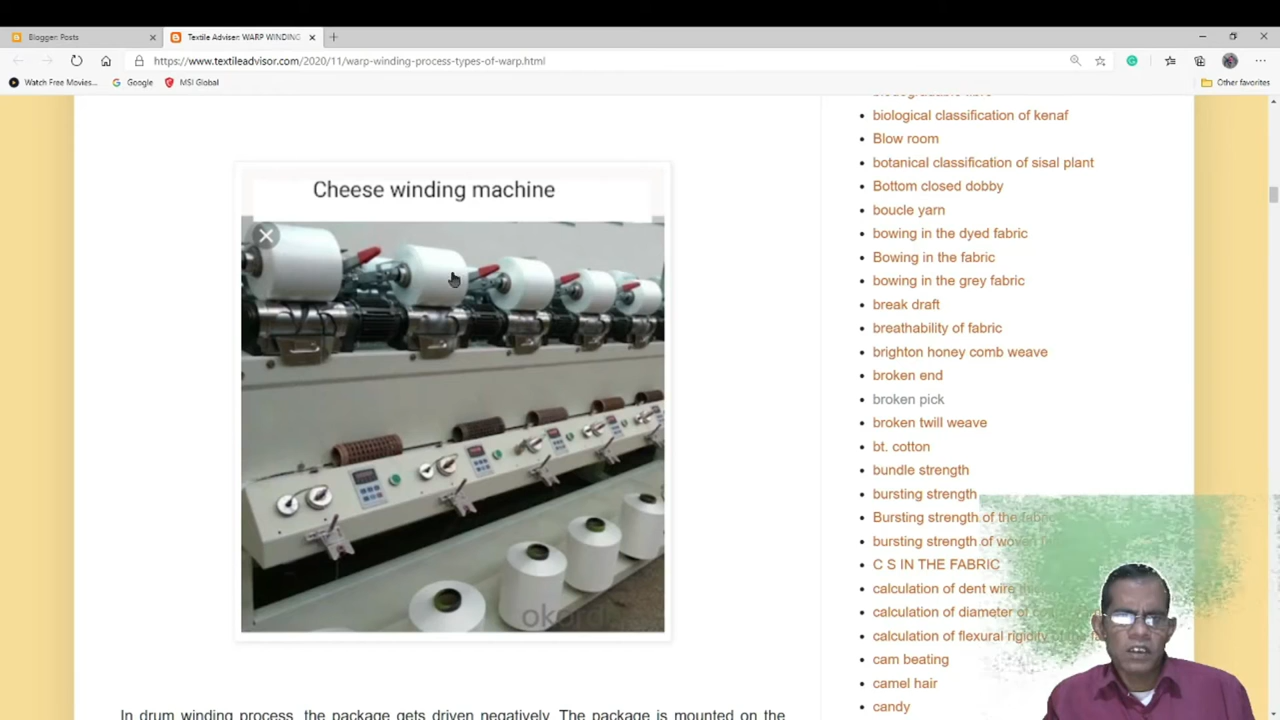 Blogger: Posts
Textile Adviser: WARP WINDING
https://www.textileadvisor.com/2020/11/warp-winding-process-types-of-warp.html
Watch Free Movies...
Google
MSI Global
Other favorites
Cheese winding machine
biological classification of kenaf
Blow room
botanical classification of sisal plant
Bottom closed dobby
boucle yarn
bowing in the dyed fabric
Bowing in the fabric
bowing in the grey fabric
break draft
breathability of fabric
brighton honey comb weave
broken end
broken pick
broken twill weave
bt. cotton
bundle strength
bursting strength
Bursting strength of the fabric
bursting strength of woven
C S IN THE FABRIC
calculation of dent wire
calculation of diameter of
calculation of flexural rigidity of the
cam beating
camel hair
candy
In drum winding process, the package gets driven negatively. The package is mounted on the